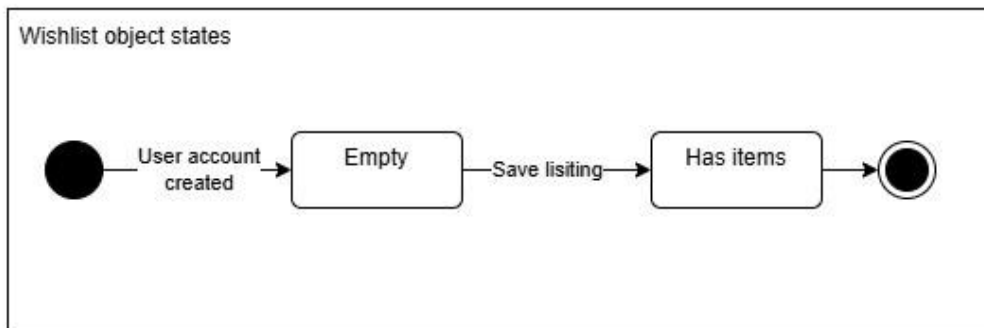 Wishlist object states
User account
created
Empty
Save lisiting
Has items